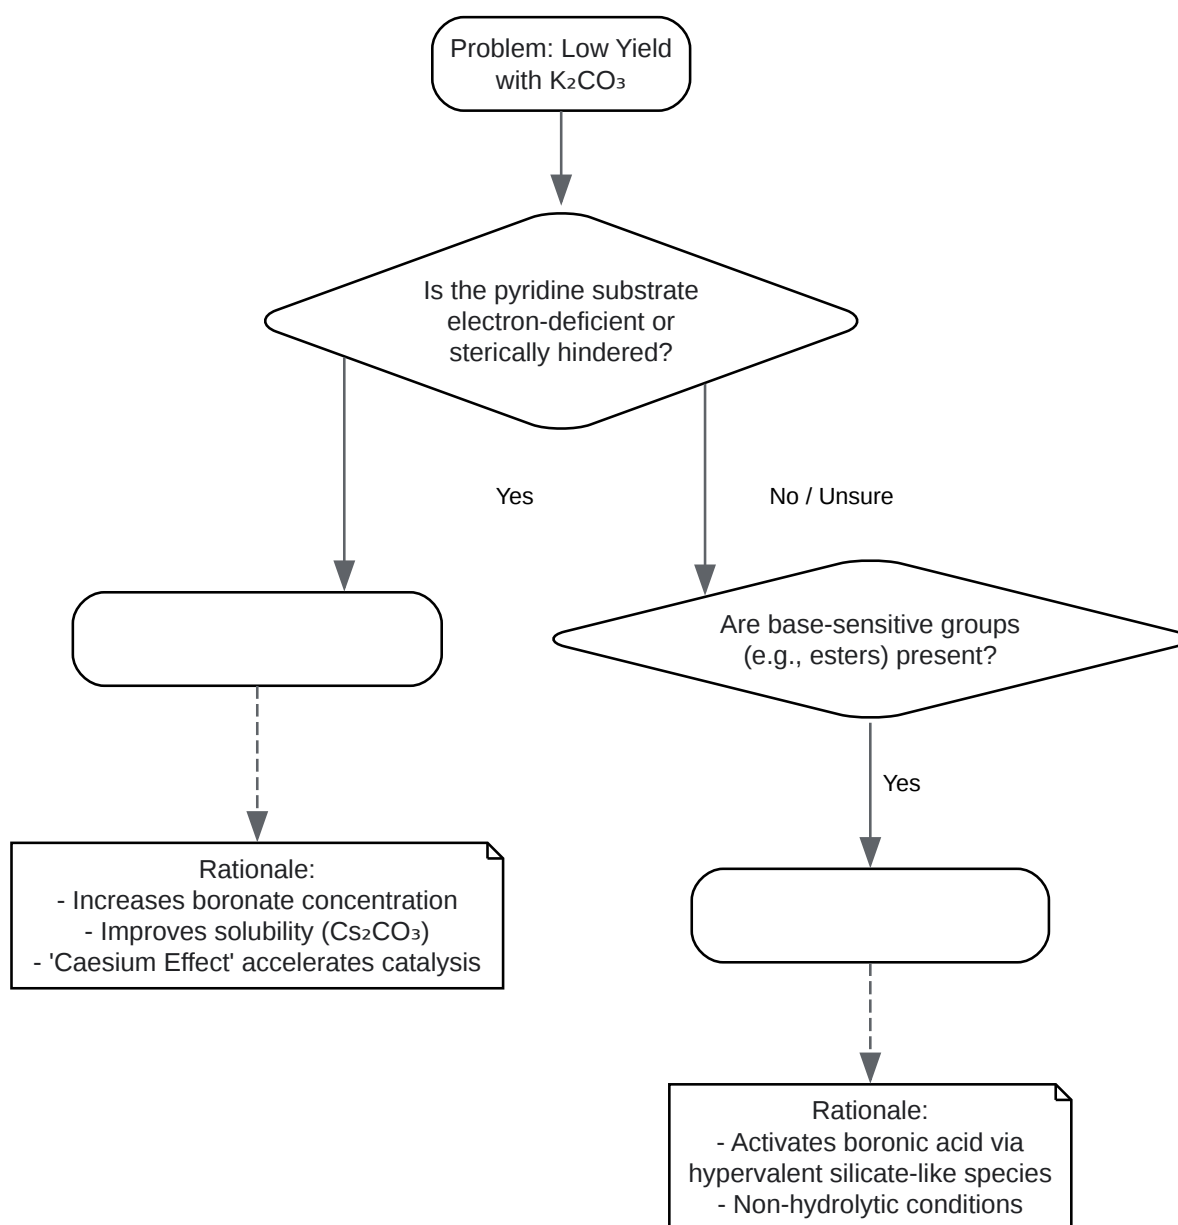 Problem: Low Yield
with K₂CO₃
Is the pyridine substrate
electron-deficient or
sterically hindered?
Yes
No / Unsure
Are base-sensitive groups
(e.g., esters) present?
Yes
Rationale:
- Increases boronate concentration
- Improves solubility (Cs₂CO₃)
- 'Caesium Effect' accelerates catalysis
Rationale:
- Activates boronic acid via
hypervalent silicate-like species
- Non-hydrolytic conditions